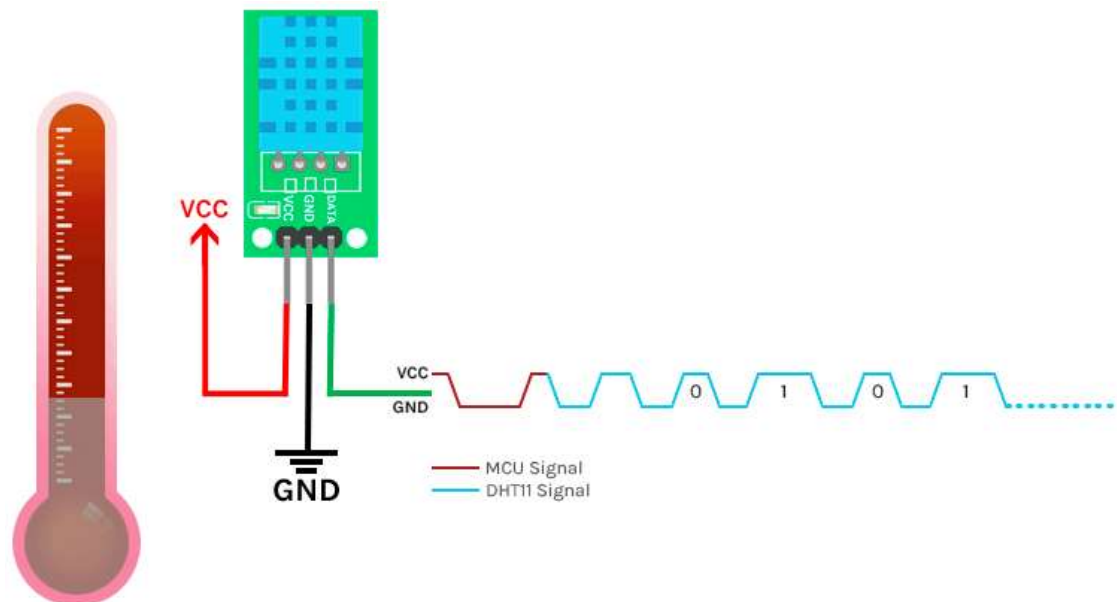 VCC
GND
DATA
VCC
VCC
GND
0 1 0 1
MCU Signal
DHT11 Signal
GND